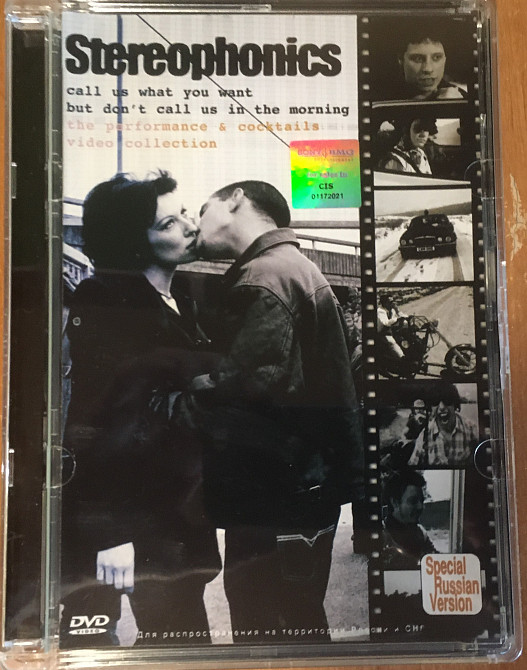 Stereophonics
call us what you want
but don't call us in the morning
the performance & cocktails
video collection
CIS
01172021
Special
Russian
Version
DVD
VIDEO
Для распространения на территории России и СНГ